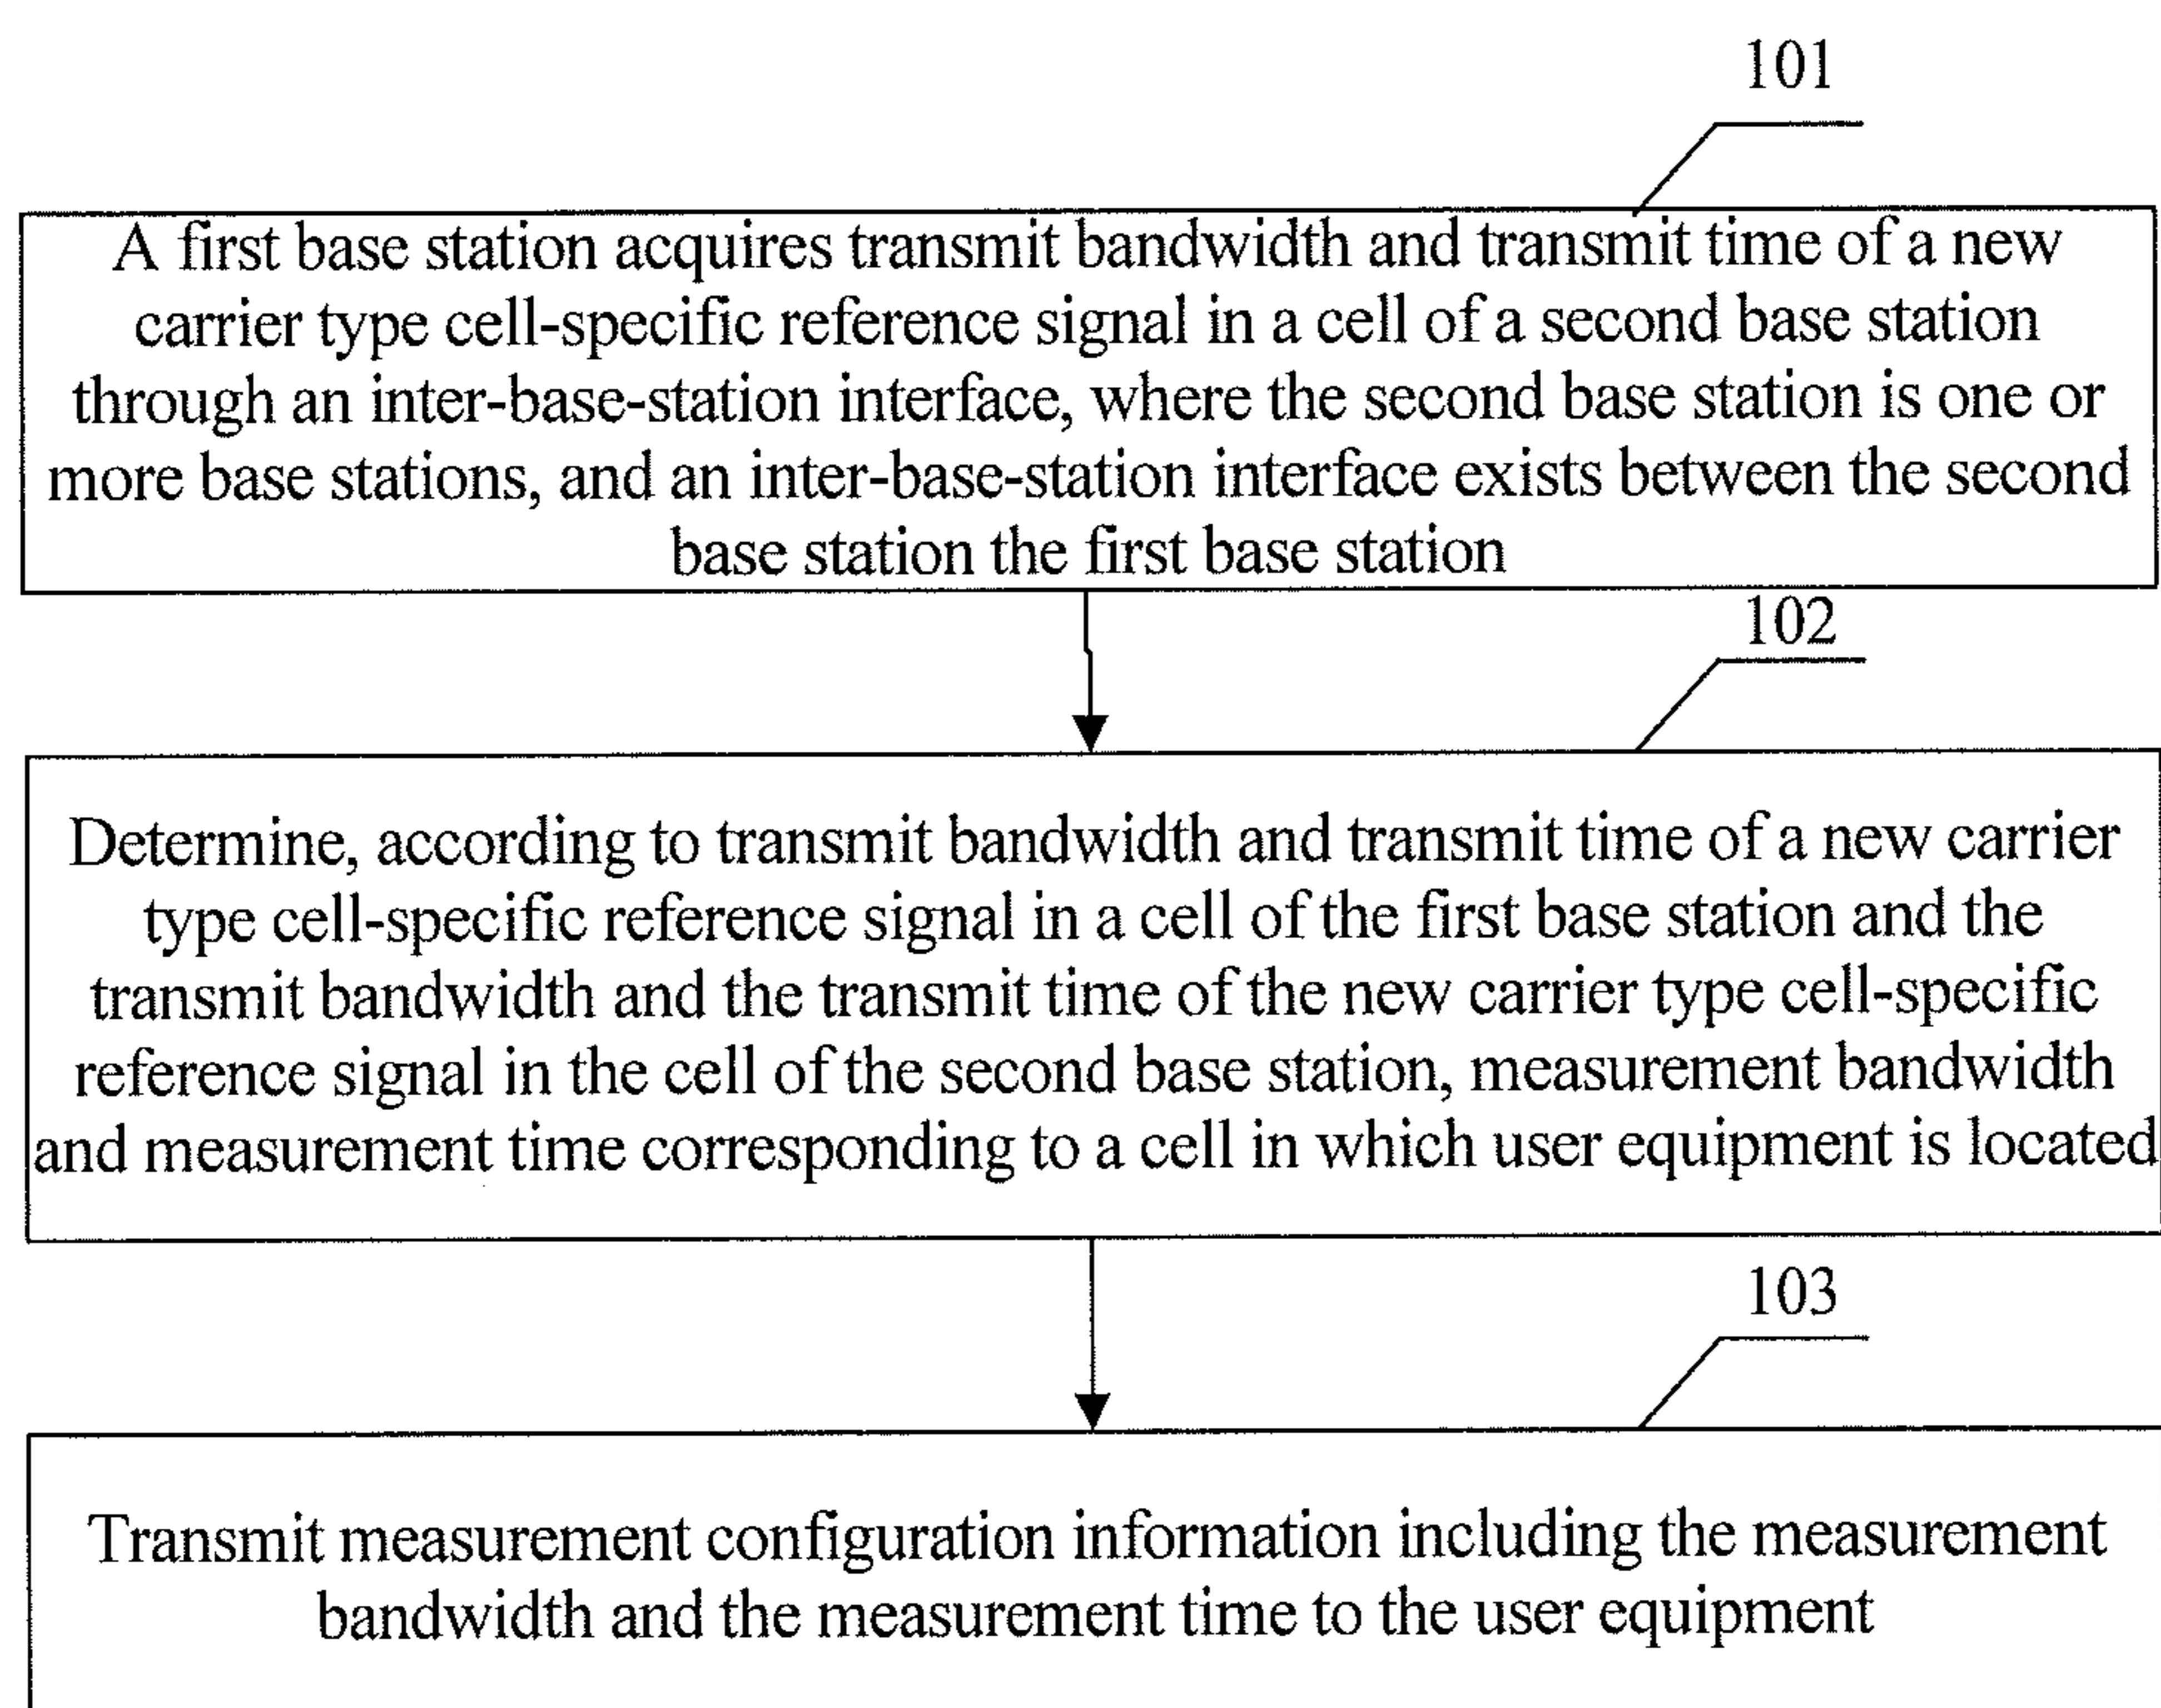 101
A first base station acquires transmit bandwidth and transmit time of a new
carrier type cell-specific reference signal in a cell of a second base station
through an inter-base-station interface, where the second base station is one or
more base stations, and an inter-base-station interface exists between the second
base station the first base station
102
Determine, according to transmit bandwidth and transmit time of a new carrier
type cell-specific reference signal in a cell of the first base station and the
transmit bandwidth and the transmit time of the new carrier type cell-specific
reference signal in the cell of the second base station, measurement bandwidth
and measurement time corresponding to a cell in which user equipment is located
103
Transmit measurement configuration information including the measurement
bandwidth and the measurement time to the user equipment